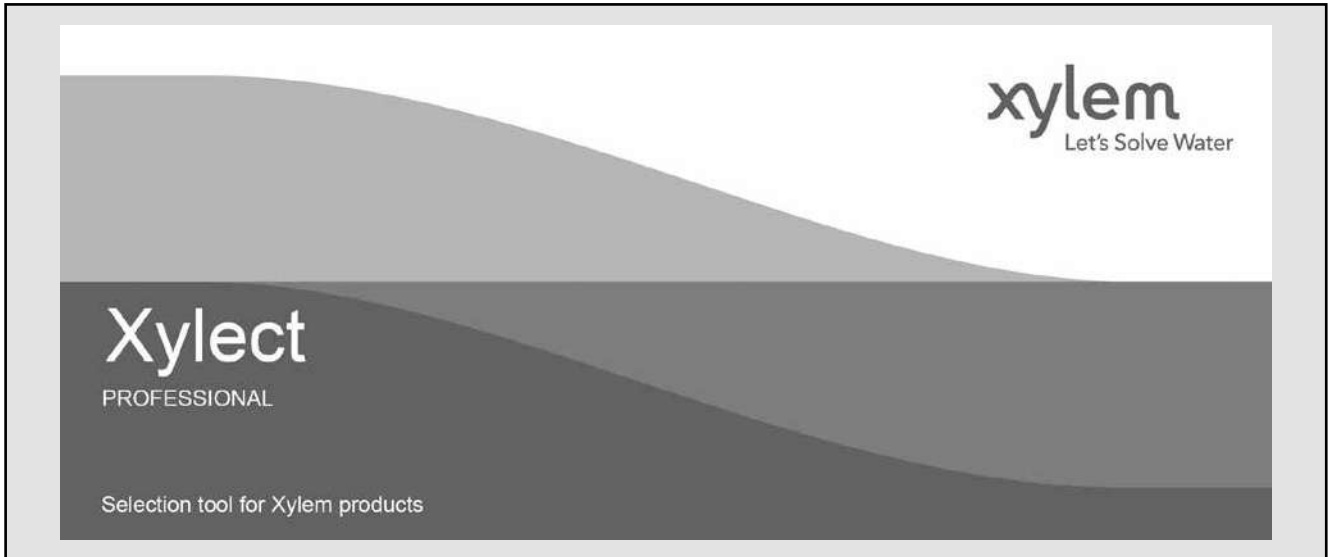 xylem
Let's Solve Water
Xylect
PROFESSIONAL
Selection tool for Xylem products